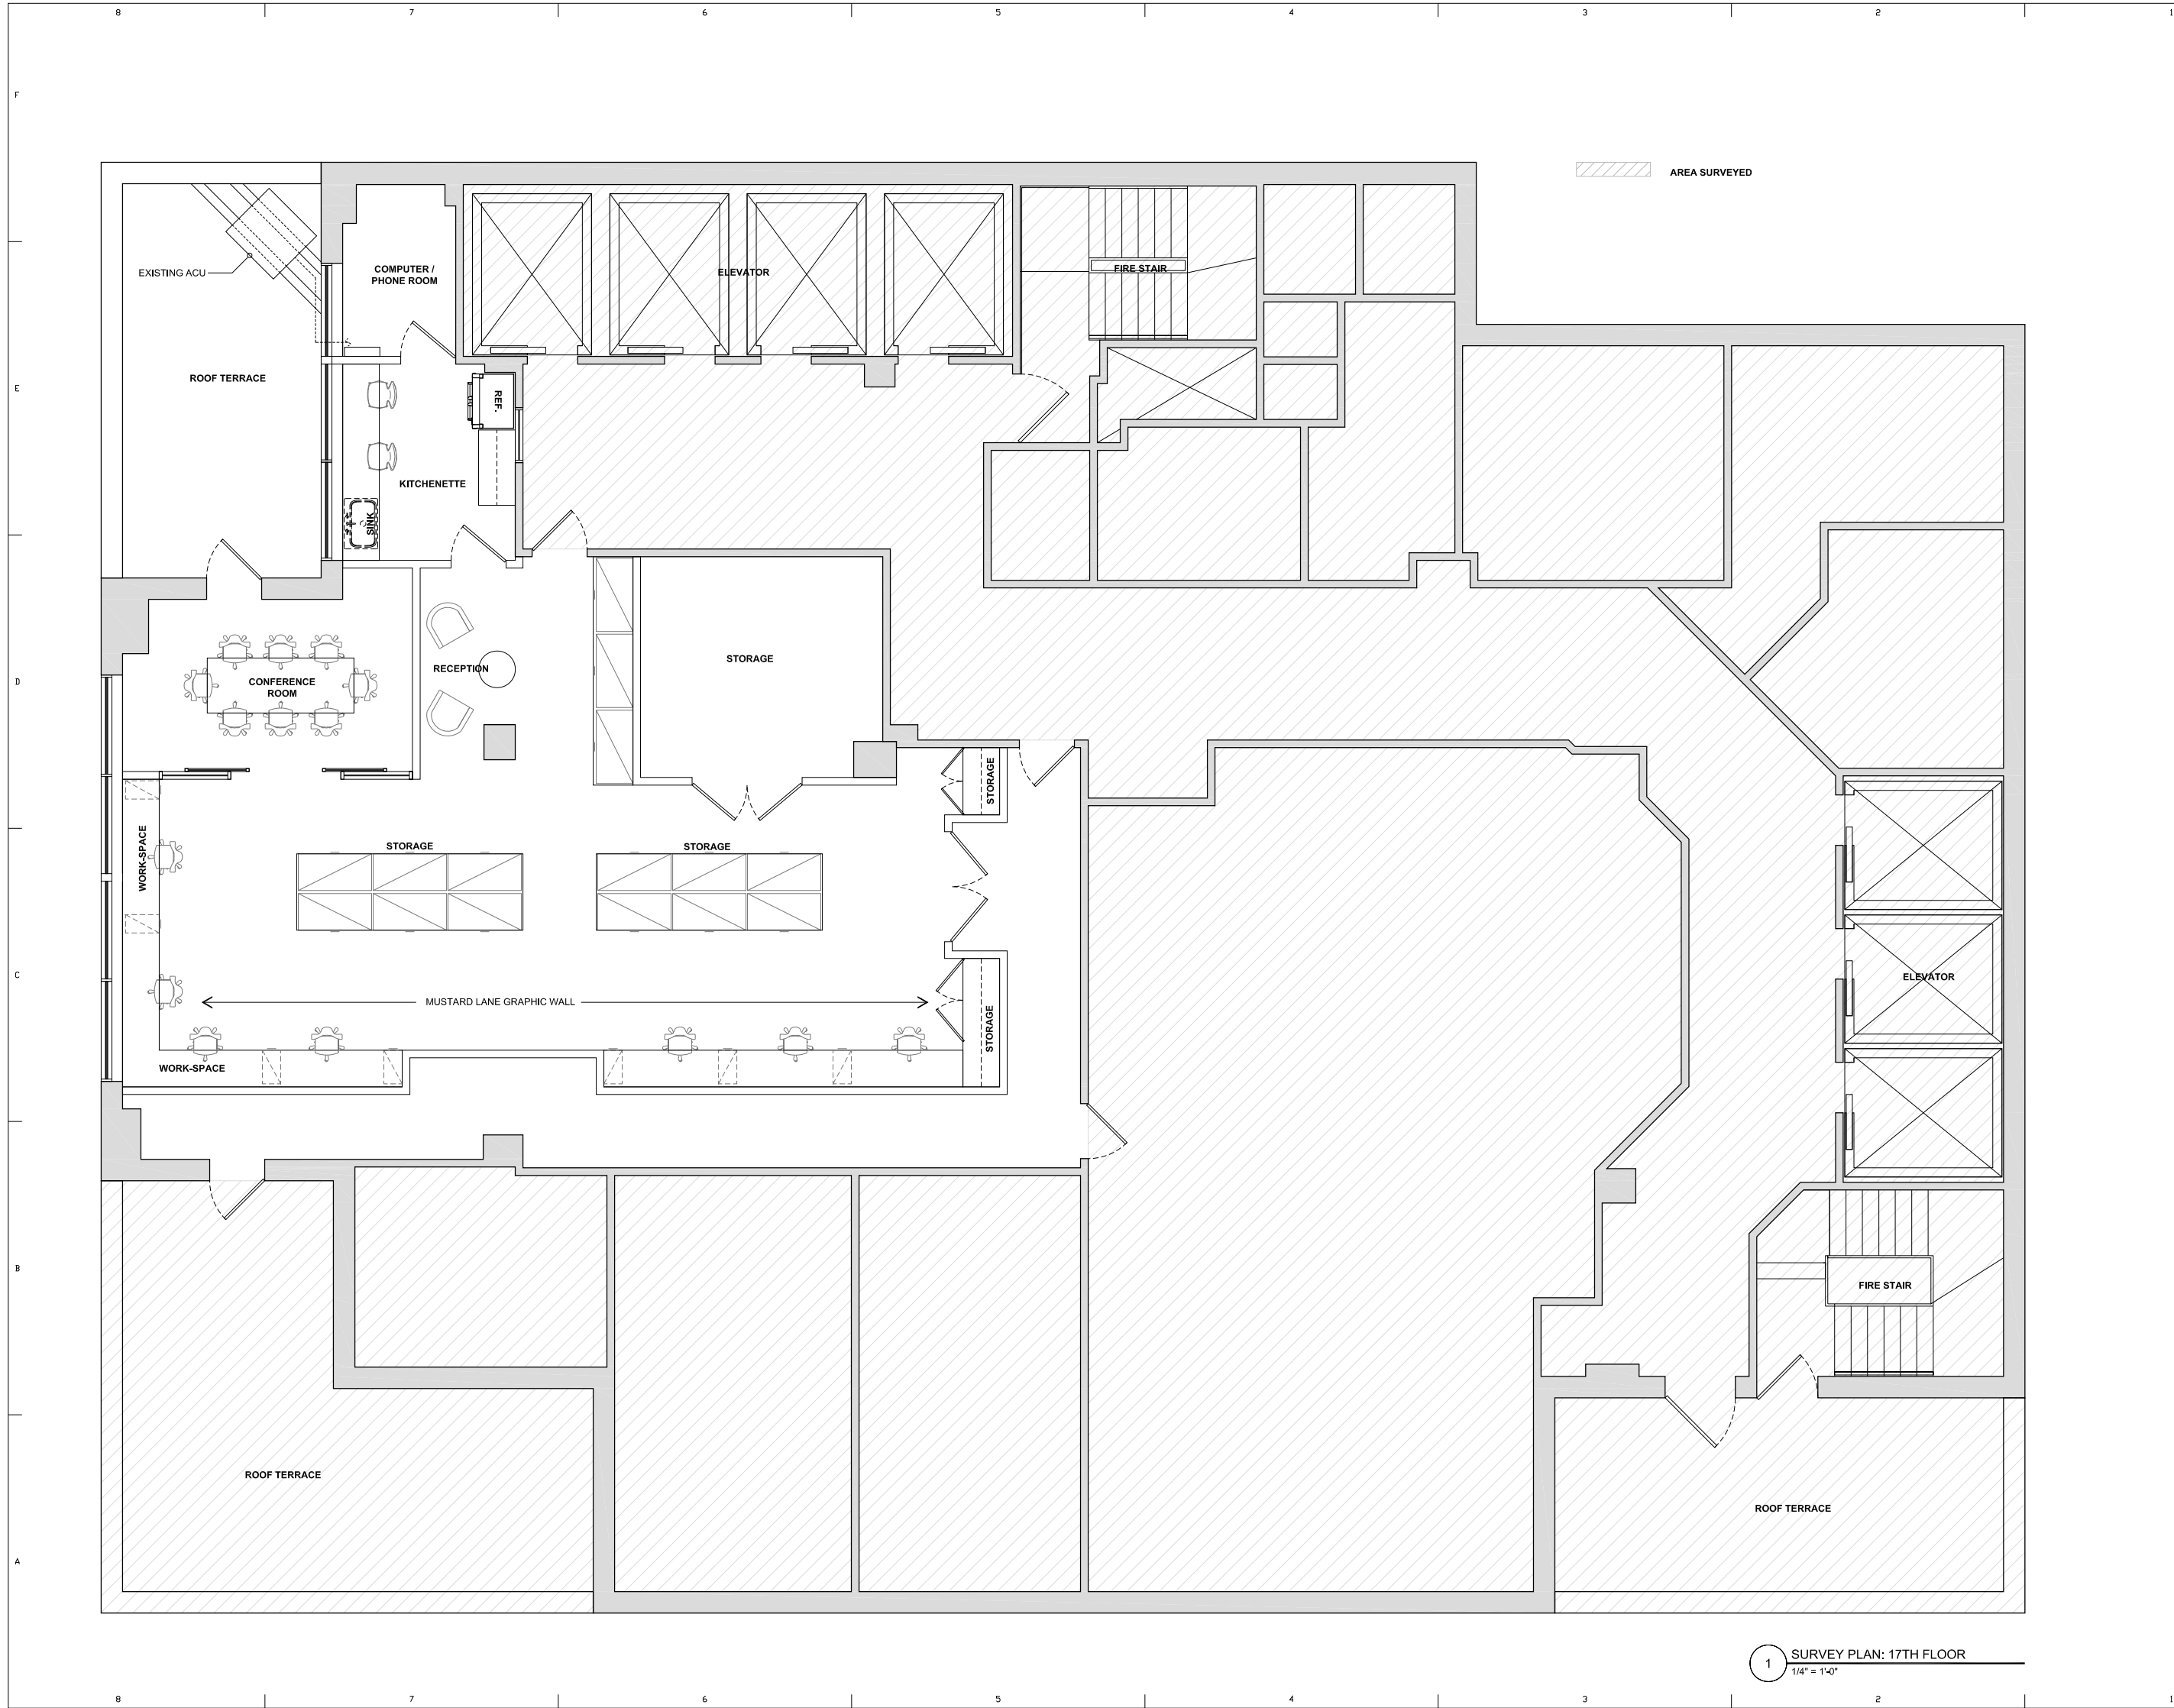 8 7 6 5 4 3 2 1
F
AREA SURVEYED
EXISTING ACU
COMPUTER /
PHONE ROOM
ELEVATOR
FIRE STAIR
ROOF TERRACE
E
REF.
KITCHENETTE
SINK
RECEPTION
STORAGE
D
CONFERENCE
ROOM
STORAGE
WORK-SPACE
STORAGE
STORAGE
C
ELEVATOR
MUSTARD LANE GRAPHIC WALL
STORAGE
WORK-SPACE
B
FIRE STAIR
ROOF TERRACE
ROOF TERRACE
A
1
SURVEY PLAN: 17TH FLOOR
1/4" = 1'-0"
8 7 6 5 4 3 2 1